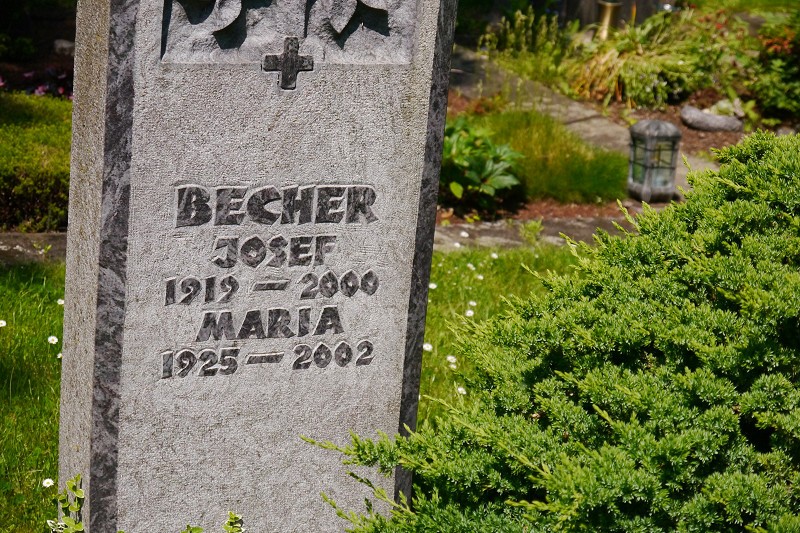 BECHER
JOSEF
1919 — 2000
MARIA
1925 — 2002